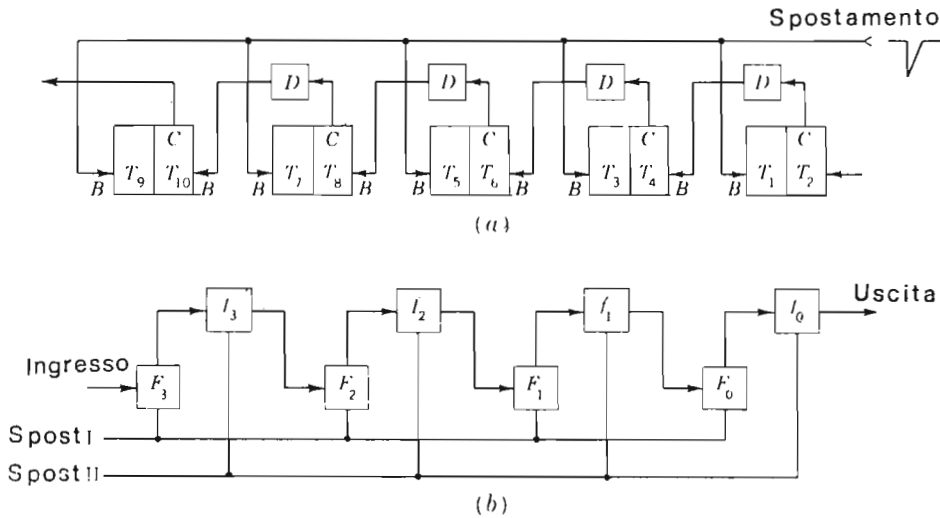 Spostamento
D D D D
C C C C C
T₉ T₁₀ T₇ T₈ T₅ T₆ T₃ T₄ T₁ T₂
B B B B B B B B B
(a)
I₃ I₂ I₁ I₀ Uscita
Ingresso
F₃ F₂ F₁ F₀
Spost I
Spost II
(b)